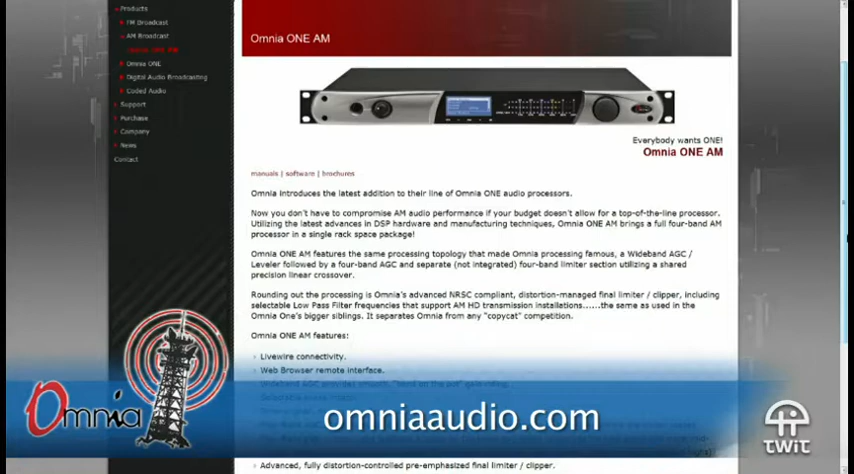 Products
FM Broadcast
AM Broadcast
Omnia ONE AM
Omnia ONE
Digital Audio Broadcasting
Coded Audio
Support
Purchase
Company
News
Contact
Omnia ONE AM
Everybody wants ONE!
Omnia ONE AM
manuals | software | brochures
Omnia introduces the latest addition to their line of Omnia ONE audio processors.
Now you don't have to compromise AM audio performance if your budget doesn't allow for a top-of-the-line processor.
Utilizing the latest advances in DSP hardware and manufacturing techniques, Omnia ONE AM brings a full four-band AM
processor in a single rack space package!
Omnia ONE AM features the same processing topology that made Omnia processing famous, a Wideband AGC /
Leveler followed by a four-band AGC and separate (not integrated) four-band limiter section utilizing a shared
precision linear crossover.
Rounding out the processing is Omnia's advanced NRSC compliant, distortion-managed final limiter / clipper, including
selectable Low Pass Filter frequencies that support AM HD transmission installations......the same as used in the
Omnia One's bigger siblings. It separates Omnia from any "copycat" competition.
Omnia ONE AM features:
Livewire connectivity.
Web Browser remote interface.
Omnia
omniaaudio.com
TWiT
Advanced, fully distortion-controlled pre-emphasized final limiter / clipper.